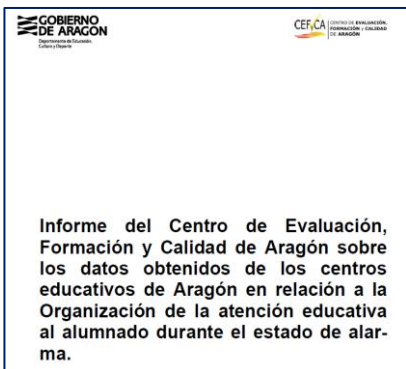 GOBIERNO
DE ARAGON
Departamento de Educación,
Cultura y Deporte
CEFyCA
CENTRO DE EVALUACIÓN,
FORMACIÓN y CALIDAD
DE ARAGÓN
Informe del Centro de Evaluación,
Formación y Calidad de Aragón sobre
los datos obtenidos de los centros
educativos de Aragón en relación a la
Organización de la atención educativa
al alumnado durante el estado de alar-
ma.